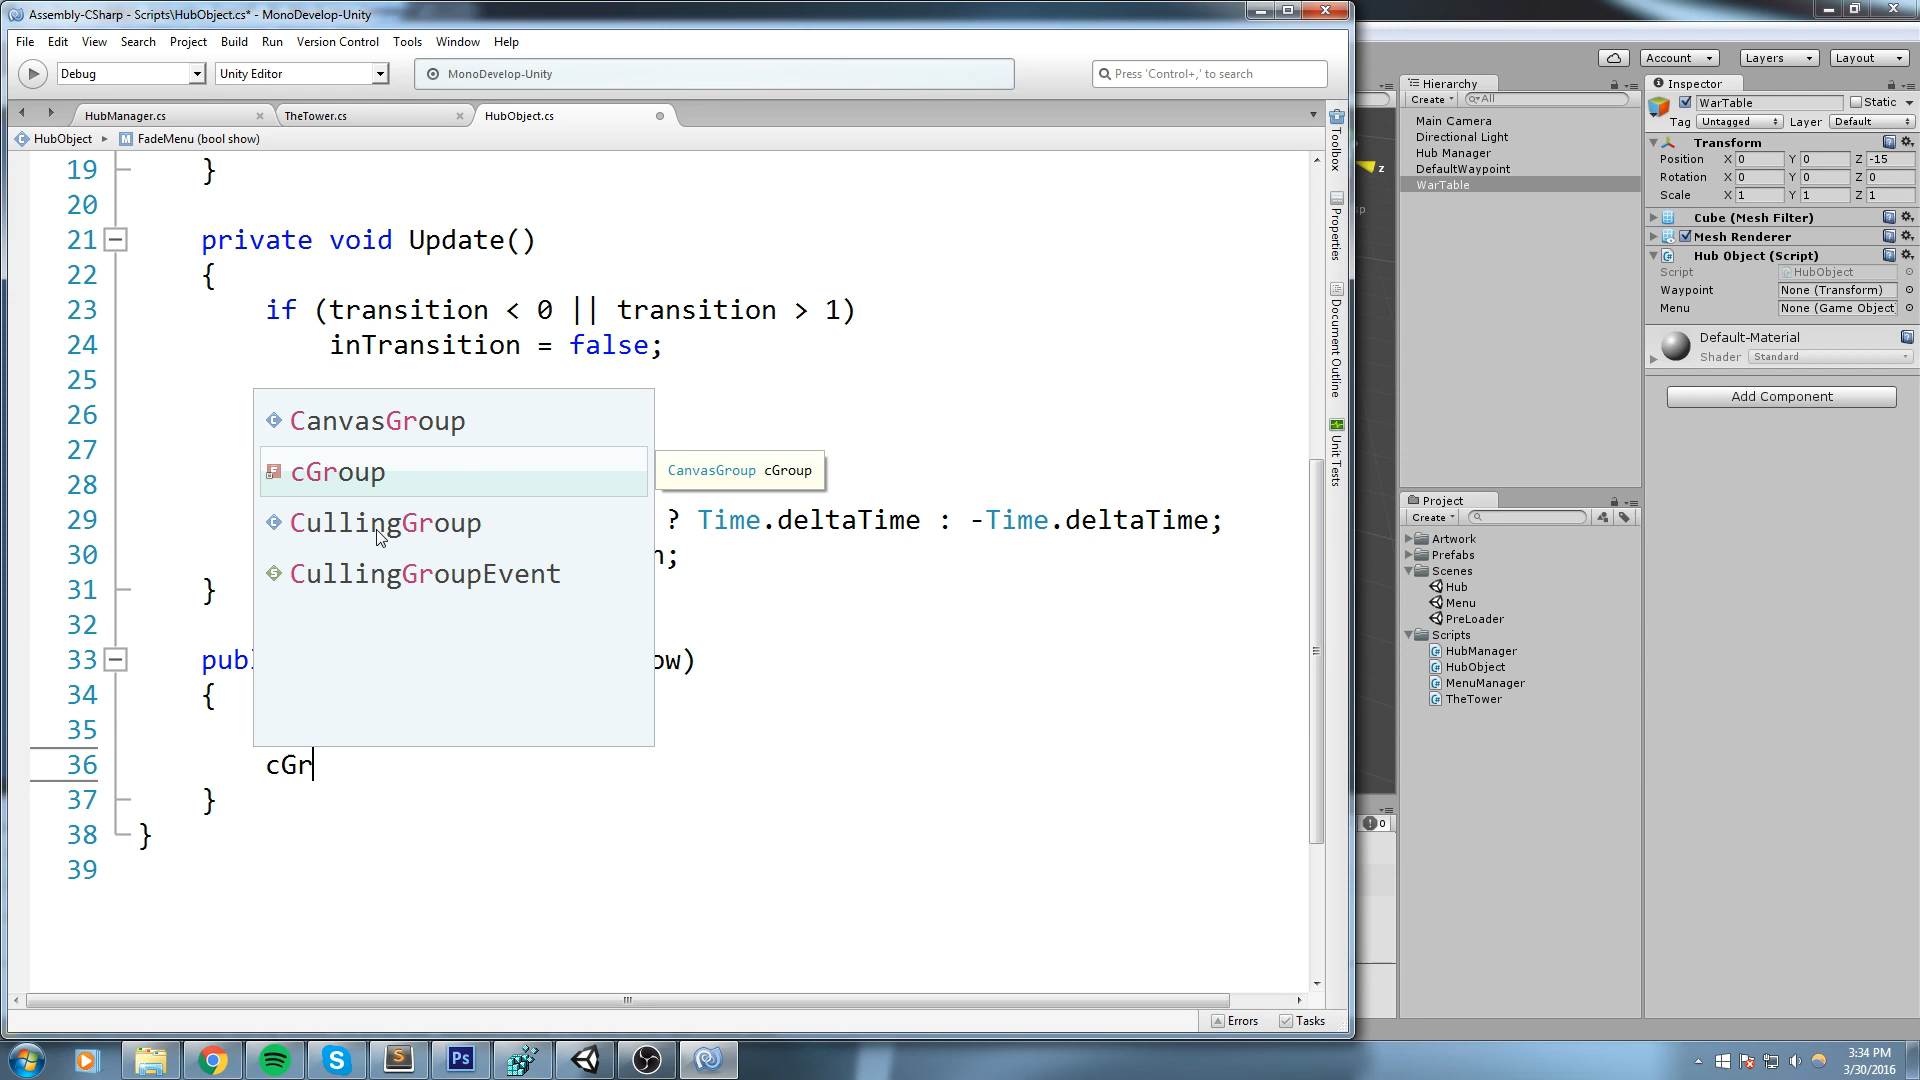 Assembly-CSharp - Scripts\HubObject.cs* - MonoDevelop-Unity
File Edit View Search Project Build Run Version Control Tools Window Help
Debug
Unity Editor
MonoDevelop-Unity
Press 'Control+,' to search
HubManager.cs
TheTower.cs
HubObject.cs
HubObject
FadeMenu (bool show)
19 }
20
21 private void Update()
22 {
23 if (transition < 0 || transition > 1)
24 inTransition = false;
25
26
27
28
29 ? Time.deltaTime : -Time.deltaTime;
30 n;
31 }
32
33 publ ow)
34 {
35
36 cGr
37 }
38 }
39
CanvasGroup
cGroup
CullingGroup
CullingGroupEvent
CanvasGroup cGroup
Toolbox
Properties
Document Outline
Unit Tests
Errors
Tasks
Account
Layers
Layout
z
sp
0
Hierarchy
Create
All
Main Camera
Directional Light
Hub Manager
DefaultWaypoint
WarTable
Project
Create
Artwork
Prefabs
Scenes
Hub
Menu
PreLoader
Scripts
HubManager
HubObject
MenuManager
TheTower
Inspector
WarTable
Static
Tag Untagged Layer Default
Transform
Position X 0 Y 0 Z -15
Rotation X 0 Y 0 Z 0
Scale X 1 Y 1 Z 1
Cube (Mesh Filter)
Mesh Renderer
Hub Object (Script)
Script HubObject
Waypoint None (Transform)
Menu None (Game Object
Default-Material
Shader Standard
Add Component
3:34 PM
3/30/2016